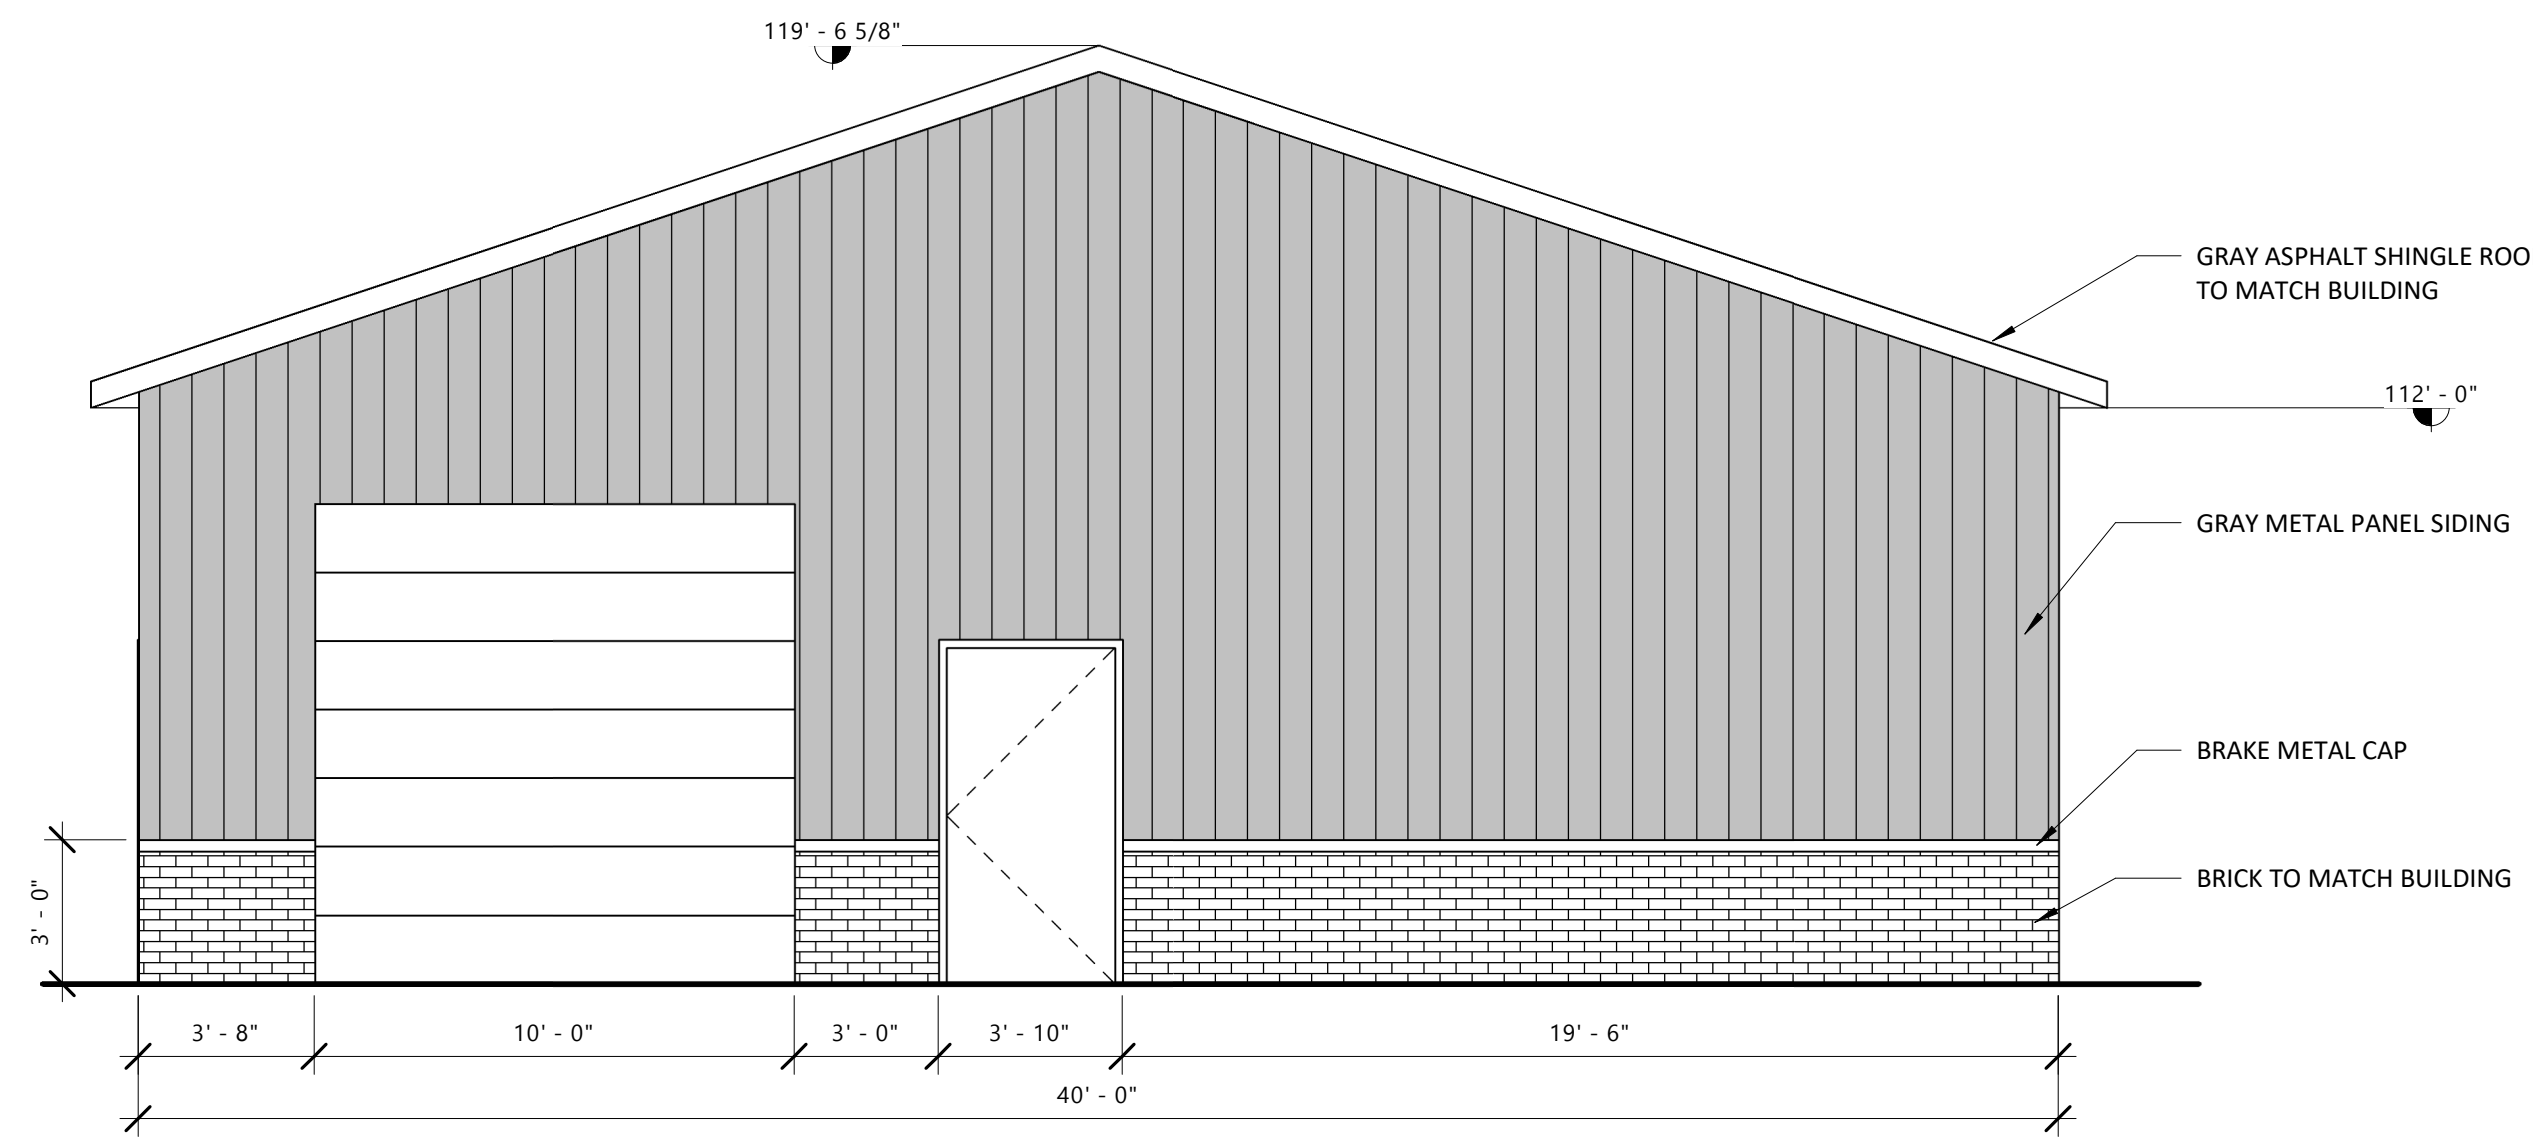 119' - 6 5/8"
GRAY ASPHALT SHINGLE ROO
TO MATCH BUILDING
112' - 0"
GRAY METAL PANEL SIDING
BRAKE METAL CAP
BRICK TO MATCH BUILDING
3' - 0"
3' - 8"
10' - 0"
3' - 0"
3' - 10"
19' - 6"
40' - 0"